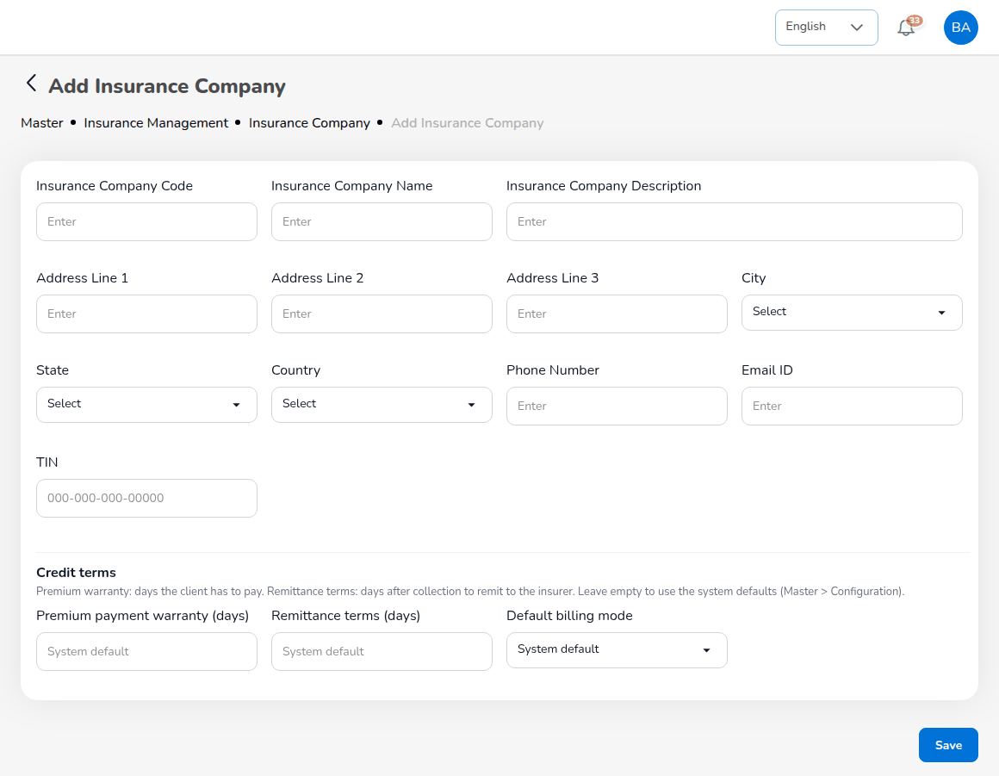 English
33
BA
Add Insurance Company
Master • Insurance Management • Insurance Company • Add Insurance Company
Insurance Company Code Insurance Company Name Insurance Company Description
Enter Enter Enter
Address Line 1 Address Line 2 Address Line 3 City
Enter Enter Enter Select
State Country Phone Number Email ID
Select Select Enter Enter
TIN
000-000-000-00000
Credit terms
Premium warranty: days the client has to pay. Remittance terms: days after collection to remit to the insurer. Leave empty to use the system defaults (Master > Configuration).
Premium payment warranty (days) Remittance terms (days) Default billing mode
System default System default System default
Save